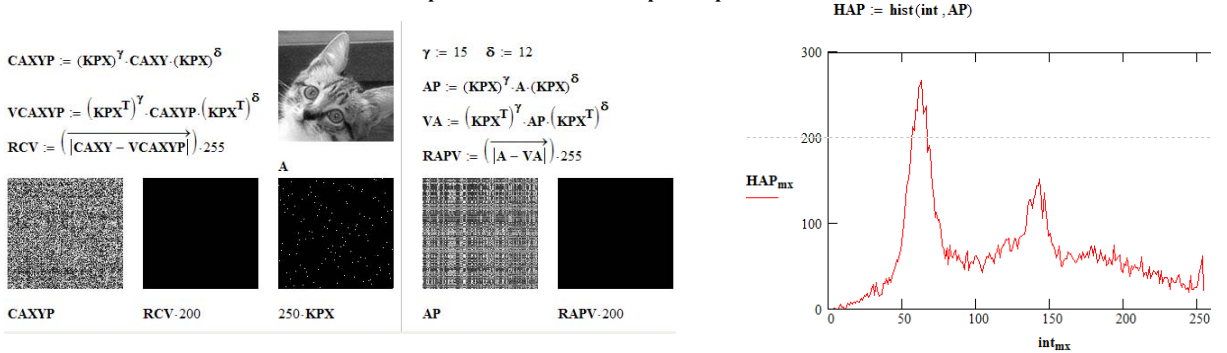 CAXYP := (KPX)^γ·CAXY·(KPX)^δ
VCAXYP := (KPX^T)^γ·CAXYP·(KPX^T)^δ
RCV := (|CAXY − VCAXYP|)·255
A
CAXYP
RCV·200
250·KPX
γ := 15 δ := 12
AP := (KPX)^γ·A·(KPX)^δ
VA := (KPX^T)^γ·AP·(KPX^T)^δ
RAPV := (|A − VA|)·255
AP
RAPV·200
HAP := hist(int, AP)
300
200
HAP_mx
100
0
0 50 100 150 200 250
int_mx